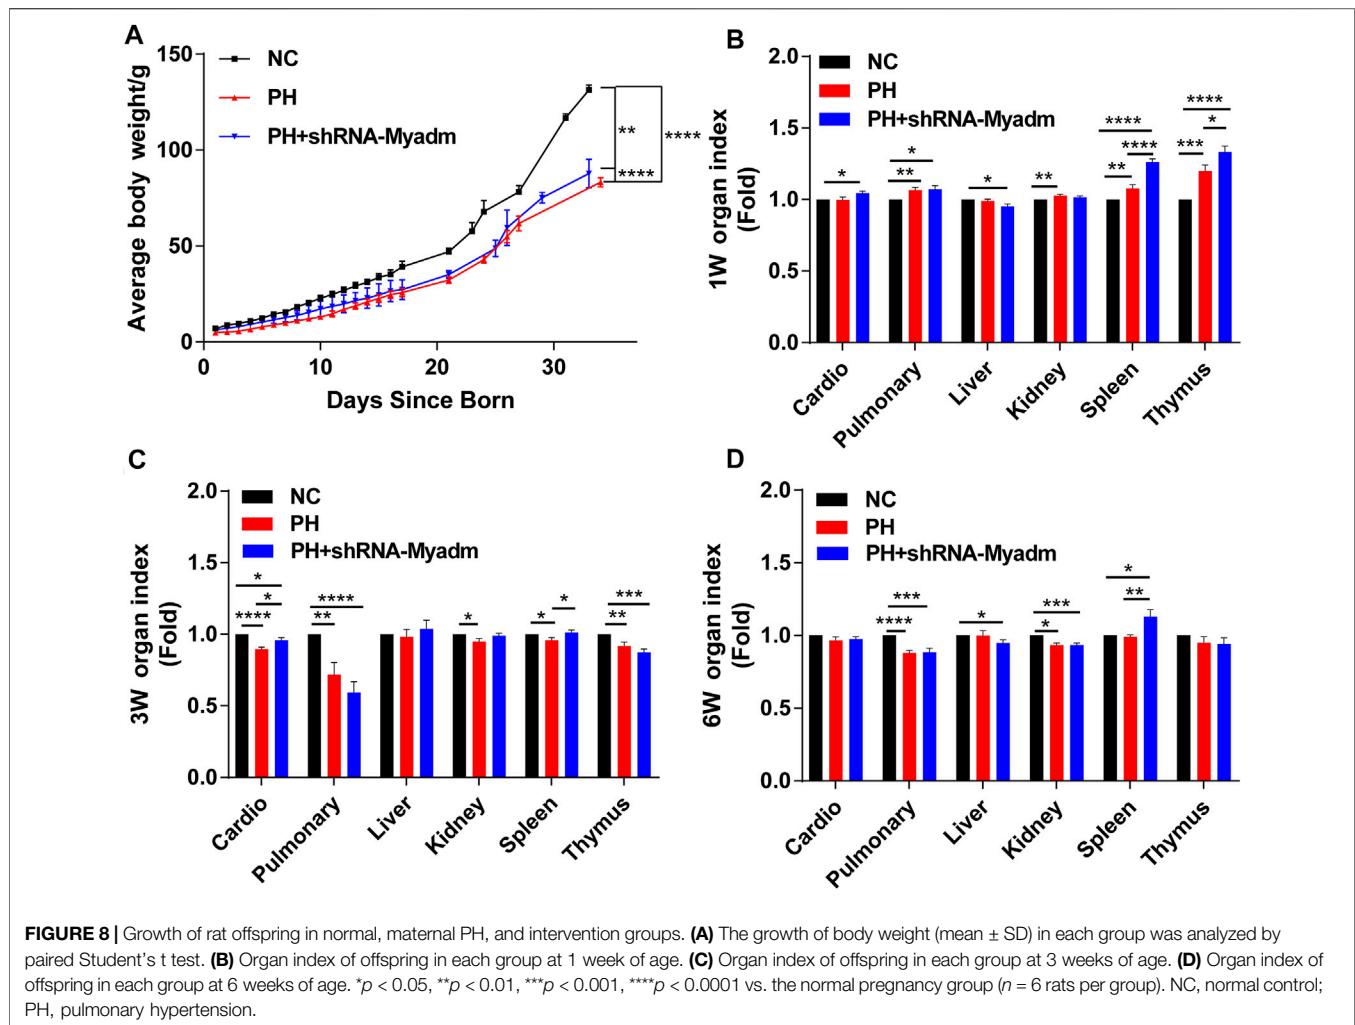 A
150
100
50
0
Average body weight/g
NC
PH
PH+shRNA-Myadm
**
****
****
0
10
20
30
Days Since Born
B
2.0
1.5
1.0
0.5
0.0
1W organ index
(Fold)
NC
PH
PH+shRNA-Myadm
*
*
**
*
**
****
****
**
****
*
***
Cardio
Pulmonary
Liver
Kidney
Spleen
Thymus
C
2.0
1.5
1.0
0.5
0.0
3W organ index
(Fold)
NC
PH
PH+shRNA-Myadm
*
*
****
****
**
*
*
*
***
**
Cardio
Pulmonary
Liver
Kidney
Spleen
Thymus
D
2.0
1.5
1.0
0.5
0.0
6W organ index
(Fold)
NC
PH
PH+shRNA-Myadm
***
****
*
***
*
*
**
Cardio
Pulmonary
Liver
Kidney
Spleen
Thymus
FIGURE 8 | Growth of rat offspring in normal, maternal PH, and intervention groups. (A) The growth of body weight (mean ± SD) in each group was analyzed by
paired Student's t test. (B) Organ index of offspring in each group at 1 week of age. (C) Organ index of offspring in each group at 3 weeks of age. (D) Organ index of
offspring in each group at 6 weeks of age. *p < 0.05, **p < 0.01, ***p < 0.001, ****p < 0.0001 vs. the normal pregnancy group (n = 6 rats per group). NC, normal control;
PH, pulmonary hypertension.